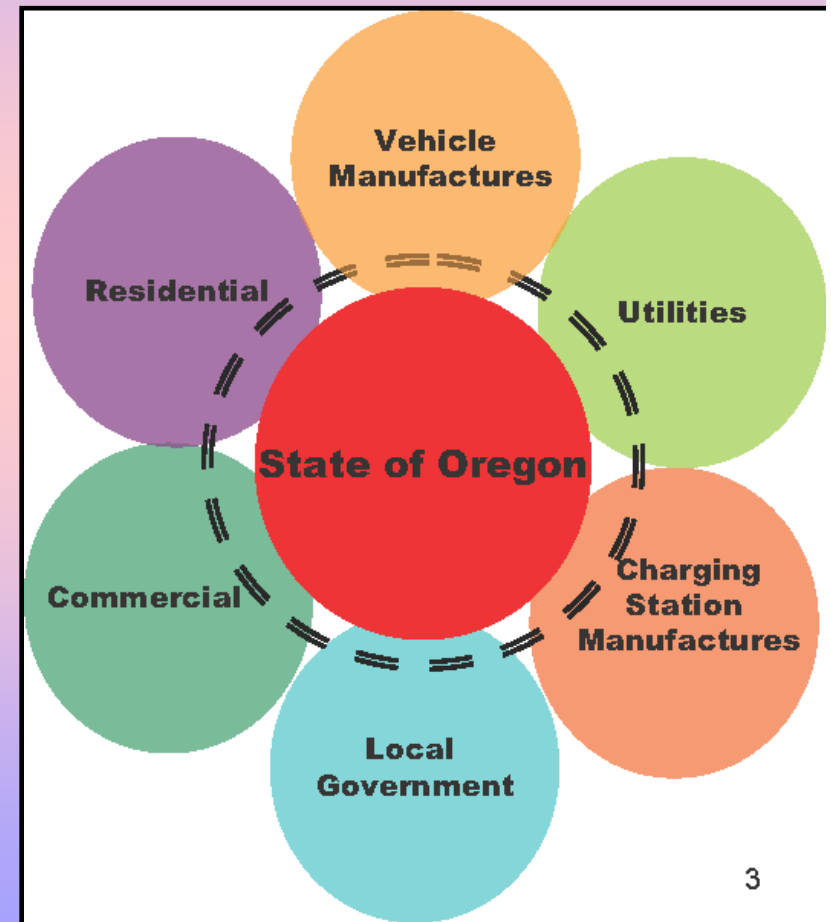 Vehicle
Manufactures
Residential
Utilities
State of Oregon
Charging
Station
Manufactures
Commercial
Local
Government
3